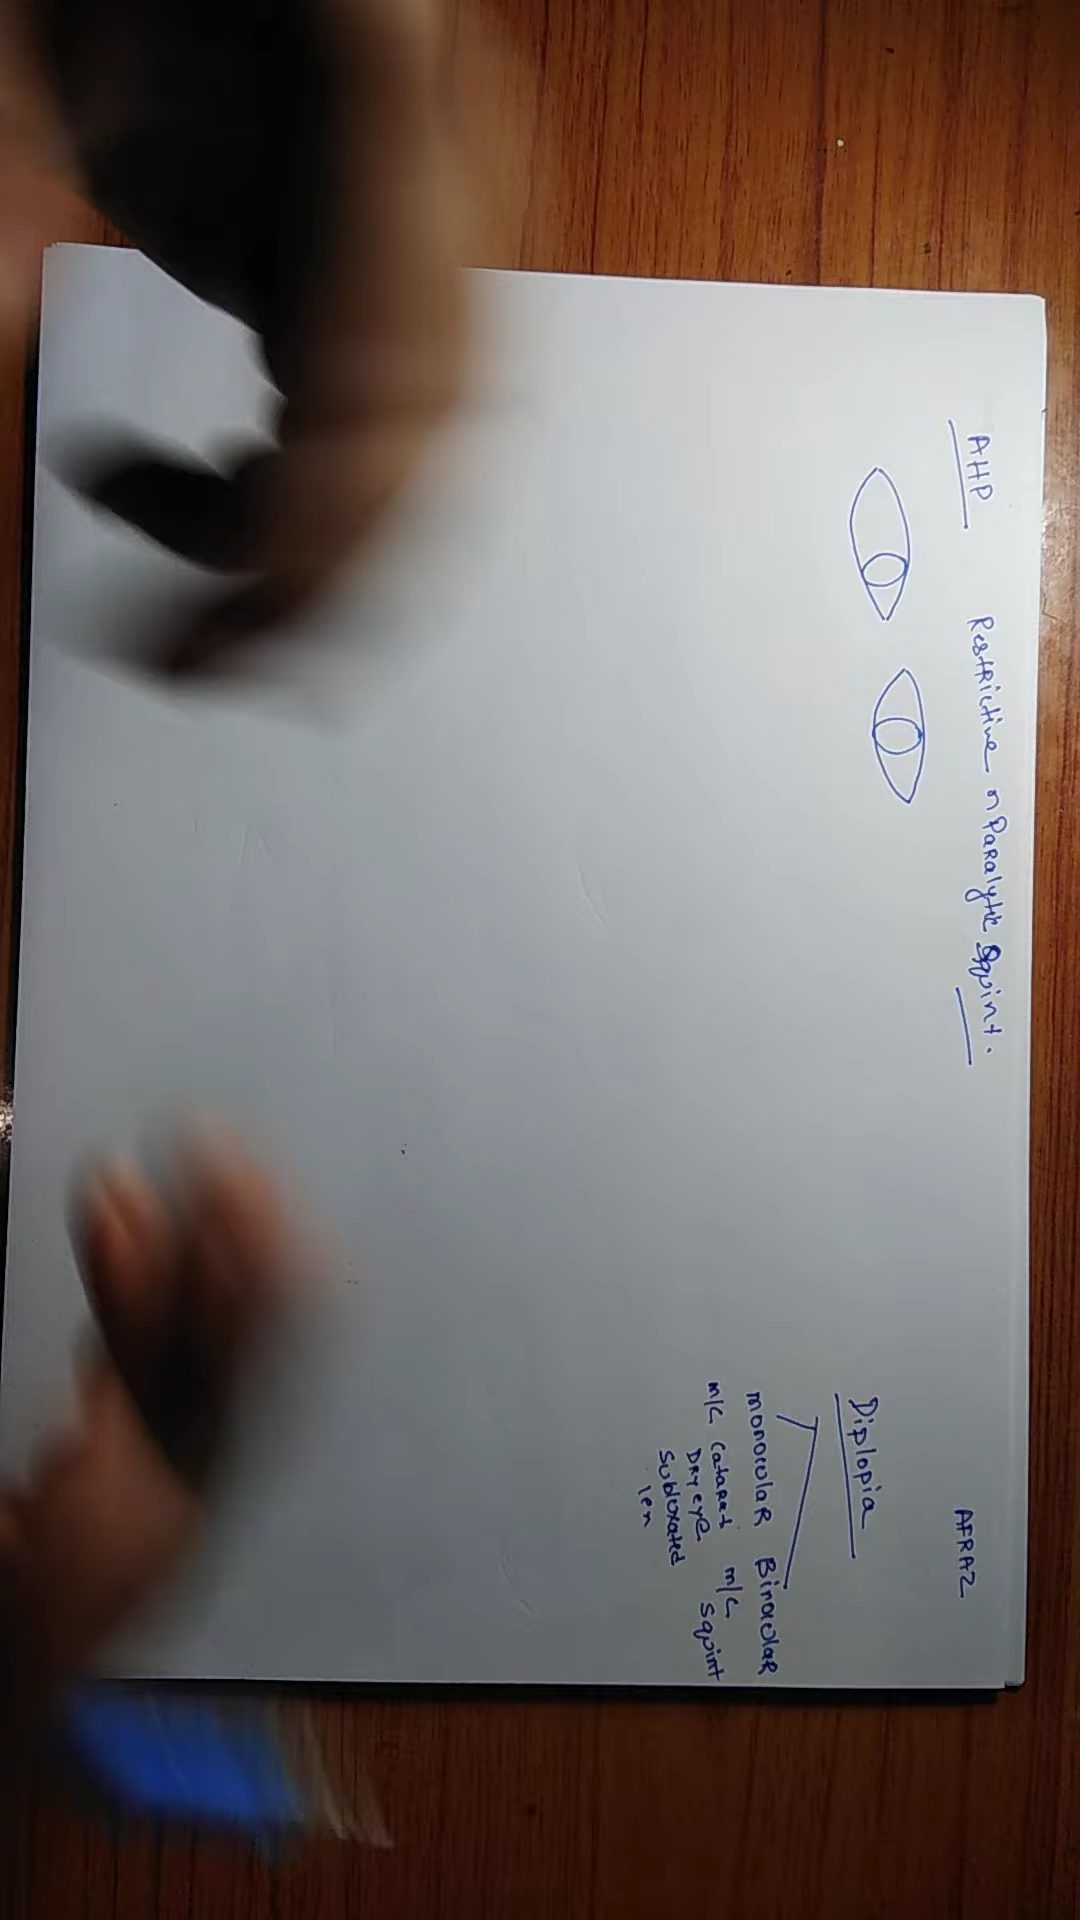 AHP Restrictive n Paralytic Squint.
AFRAZ
Diplopia
monocular Binocular
m/c cataract m/c
Dry eye squint
Subluxated
len